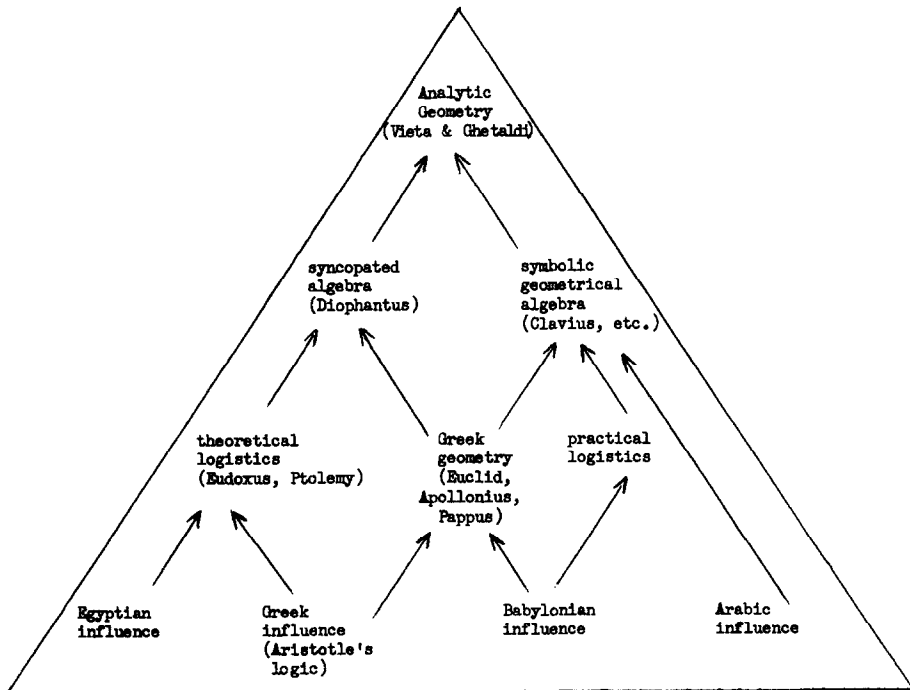 Analytic
Geometry
(Vieta & Ghetaldi)
syncopated
algebra
(Diophantus)
symbolic
geometrical
algebra
(Clavius, etc.)
theoretical
logistics
(Eudoxus, Ptolemy)
Greek
geometry
(Euclid,
Apollonius,
Pappus)
practical
logistics
Egyptian
influence
Greek
influence
(Aristotle's
logic)
Babylonian
influence
Arabic
influence